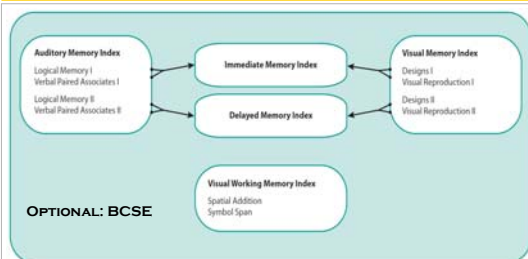 Auditory Memory Index
Logical Memory I
Verbal Paired Associates I
Logical Memory II
Verbal Paired Associates II
Immediate Memory Index
Delayed Memory Index
Visual Memory Index
Designs I
Visual Reproduction I
Designs II
Visual Reproduction II
Visual Working Memory Index
Spatial Addition
Symbol Span
OPTIONAL: BCSE